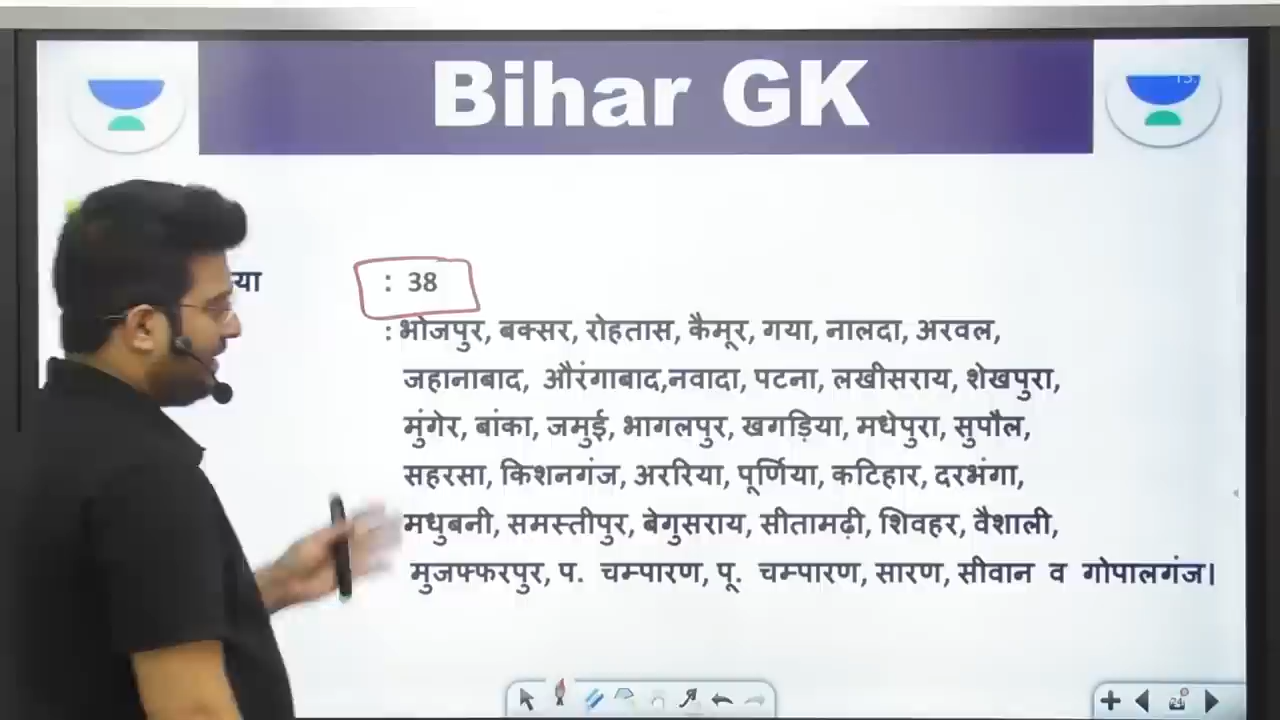 Bihar GK
: 38
: भोजपुर, बक्सर, रोहतास, कैमूर, गया, नालदा, अरवल,
जहानाबाद, औरंगाबाद,नवादा, पटना, लखीसराय, शेखपुरा,
मुंगेर, बांका, जमुई, भागलपुर, खगड़िया, मधेपुरा, सुपौल,
सहरसा, किशनगंज, अररिया, पूर्णिया, कटिहार, दरभंगा,
मधुबनी, समस्तीपुर, बेगुसराय, सीतामढ़ी, शिवहर, वैशाली,
मुजफ्फरपुर, प. चम्पारण, पू. चम्पारण, सारण, सीवान व गोपालगंज।